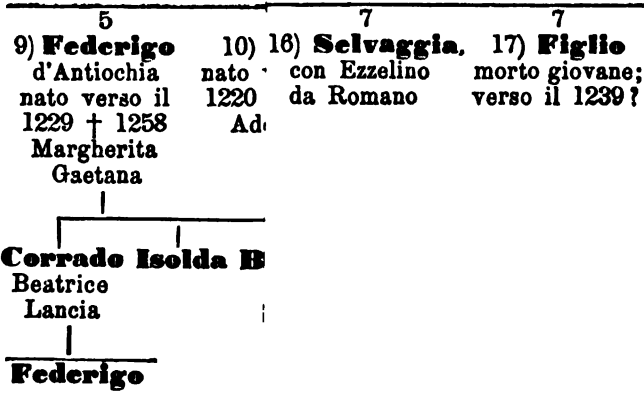 5
9) Federigo
d'Antiochia
nato verso il
1229 † 1258
Margherita
Gaetana
10)
nato
1220
7
16) Selvaggia,
con Ezzelino
da Romano
7
17) Figlio
morto giovane;
verso il 1239?
Corrado Isolda
Beatrice
Lancia
Federigo